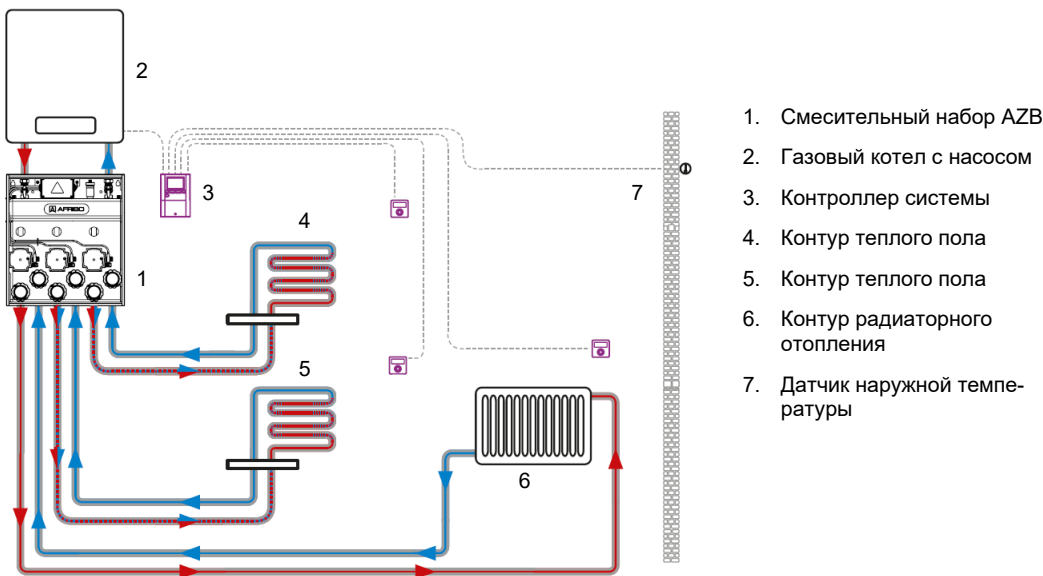 2
3
7
4
AFRISO
1
5
6
1. Смесительный набор AZB
2. Газовый котел с насосом
3. Контроллер системы
4. Контур теплого пола
5. Контур теплого пола
6. Контур радиаторного
отопления
7. Датчик наружной темпе-
ратуры